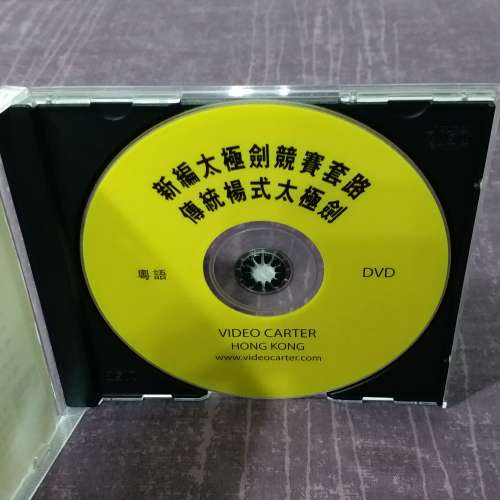 新編太極劍競賽套路
傳統楊式太極劍
粵語
DVD
VIDEO CARTER
HONG KONG
www.videocarter.com